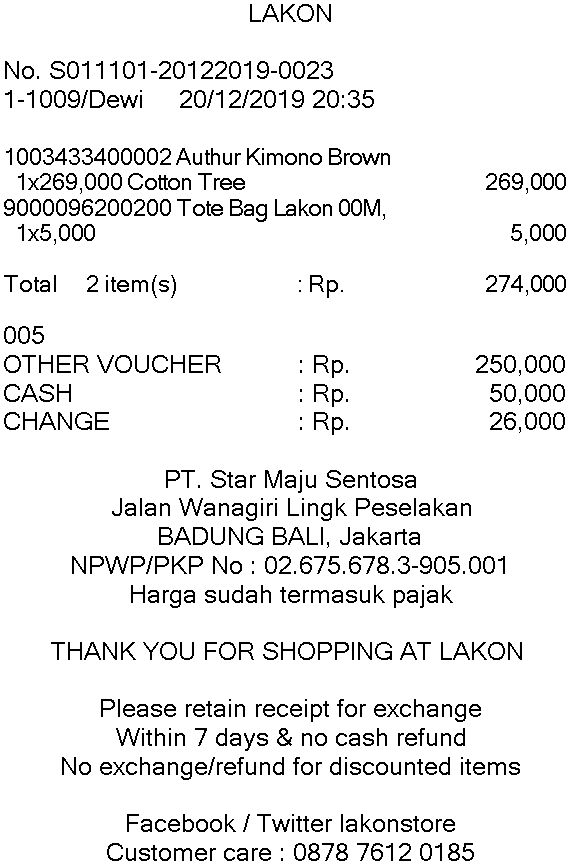 LAKON
No. S011101-20122019-0023
1-1009/Dewi 20/12/2019 20:35
1003433400002 Authur Kimono Brown
1x269,000 Cotton Tree 269,000
9000096200200 Tote Bag Lakon 00M,
1x5,000 5,000
Total 2 item(s) : Rp. 274,000
005
OTHER VOUCHER : Rp. 250,000
CASH : Rp. 50,000
CHANGE : Rp. 26,000
PT. Star Maju Sentosa
Jalan Wanagiri Lingk Peselakan
BADUNG BALI, Jakarta
NPWP/PKP No : 02.675.678.3-905.001
Harga sudah termasuk pajak
THANK YOU FOR SHOPPING AT LAKON
Please retain receipt for exchange
Within 7 days & no cash refund
No exchange/refund for discounted items
Facebook / Twitter lakonstore
Customer care : 0878 7612 0185